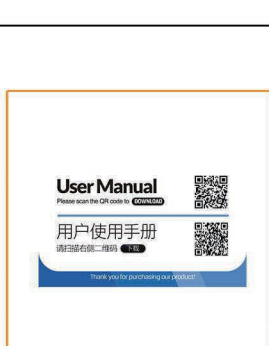 User Manual
Please scan the QR code to DOWNLOAD
用户使用手册
请扫描右侧二维码 下载
Thank you for purchasing our product!